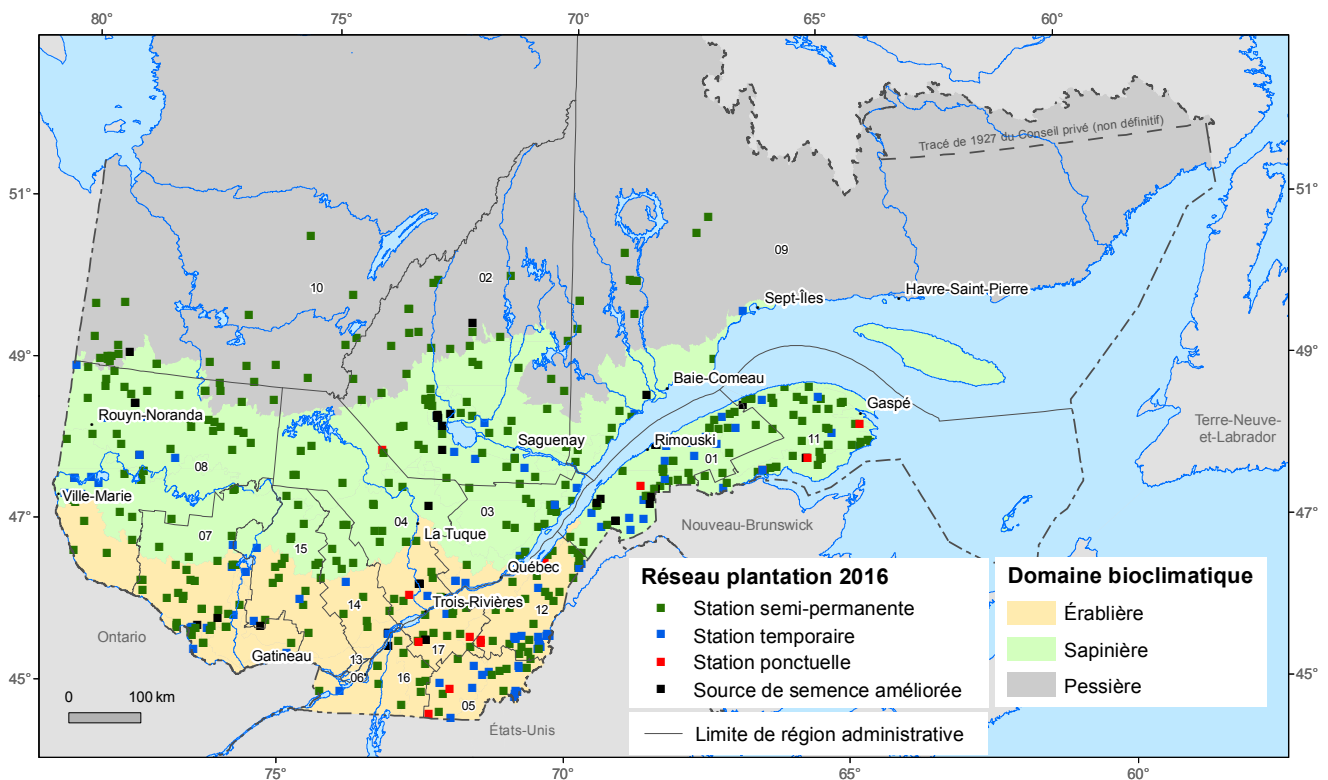 80°
75°
70°
65°
60°
Tracé de 1927 du Conseil privé (non définitif)
51°
51°
02
09
10
Sept-Îles
Havre-Saint-Pierre
49°
49°
Baie-Comeau
Rouyn-Noranda
Gaspé
Saguenay
Rimouski
11
01
Terre-Neuve-
et-Labrador
08
Ville-Marie
47°
47°
03
04
07
La Tuque
Nouveau-Brunswick
15
Québec
14
Trois-Rivières
12
Ontario
Gatineau
17
13
06
16
05
45°
45°
0
100 km
États-Unis
Réseau plantation 2016
Station semi-permanente
Station temporaire
Station ponctuelle
Source de semence améliorée
Limite de région administrative
Domaine bioclimatique
Érablière
Sapinière
Pessière
75°
70°
65°
60°